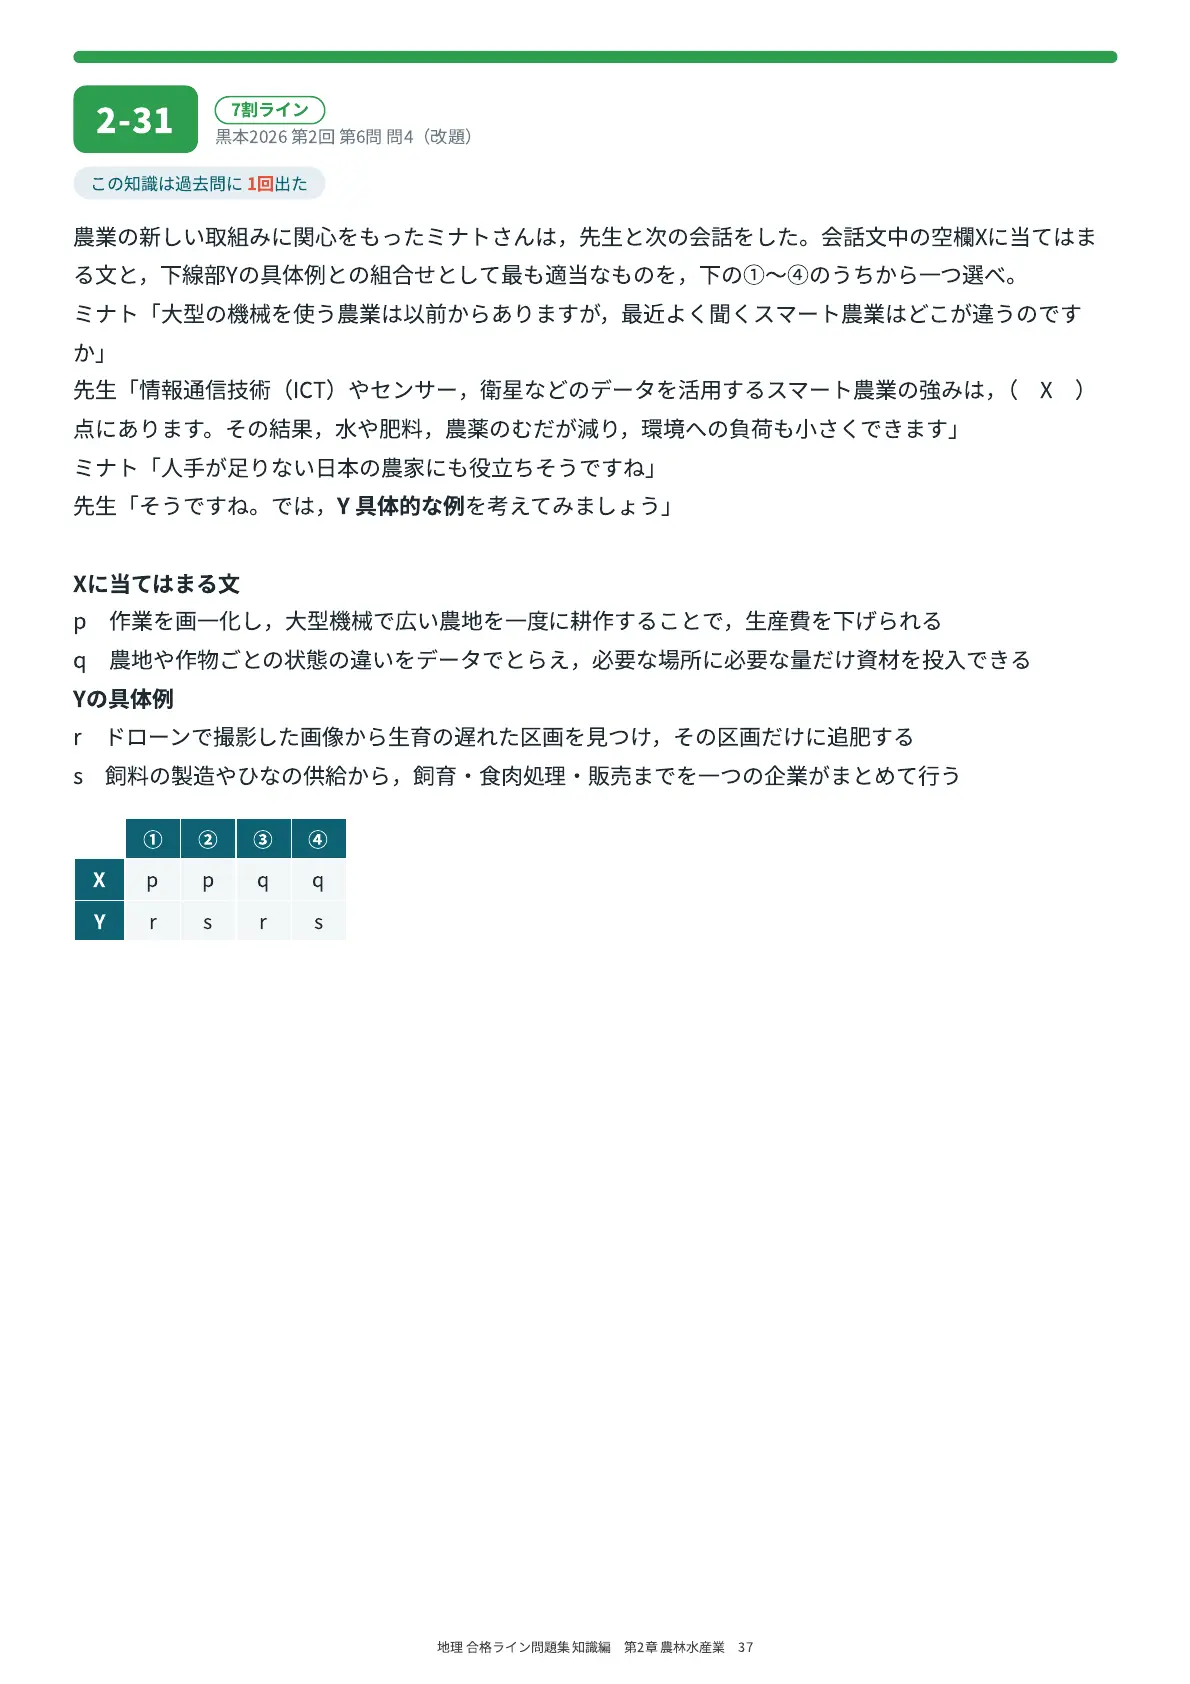 2-31
7割ライン
黒本2026 第2回 第6問 問4（改題）
この知識は過去問に 1回出た
農業の新しい取組みに関心をもったミナトさんは，先生と次の会話をした。会話文中の空欄Xに当てはま
る文と，下線部Yの具体例との組合せとして最も適当なものを，下の①～④のうちから一つ選べ。
ミナト「大型の機械を使う農業は以前からありますが，最近よく聞くスマート農業はどこが違うのです
か」
先生「情報通信技術（ICT）やセンサー，衛星などのデータを活用するスマート農業の強みは，（　X　）
点にあります。その結果，水や肥料，農薬のむだが減り，環境への負荷も小さくできます」
ミナト「人手が足りない日本の農家にも役立ちそうですね」
先生「そうですね。では，Y 具体的な例を考えてみましょう」
Xに当てはまる文
p　作業を画一化し，大型機械で広い農地を一度に耕作することで，生産費を下げられる
q　農地や作物ごとの状態の違いをデータでとらえ，必要な場所に必要な量だけ資材を投入できる
Yの具体例
r　ドローンで撮影した画像から生育の遅れた区画を見つけ，その区画だけに追肥する
s　飼料の製造やひなの供給から，飼育・食肉処理・販売までを一つの企業がまとめて行う
① ② ③ ④
X p p q q
Y r s r s
地理 合格ライン問題集 知識編　第2章 農林水産業　37